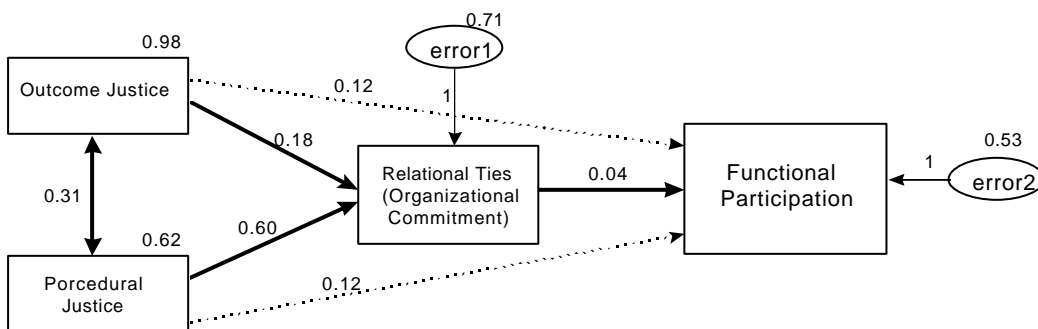 0.71
error1
0.98
Outcome Justice
0.12
1
0.18
0.53
Functional
Participation
1
error2
Relational Ties
(Organizational
Commitment)
0.04
0.31
0.62
0.60
Porcedural
Justice
0.12